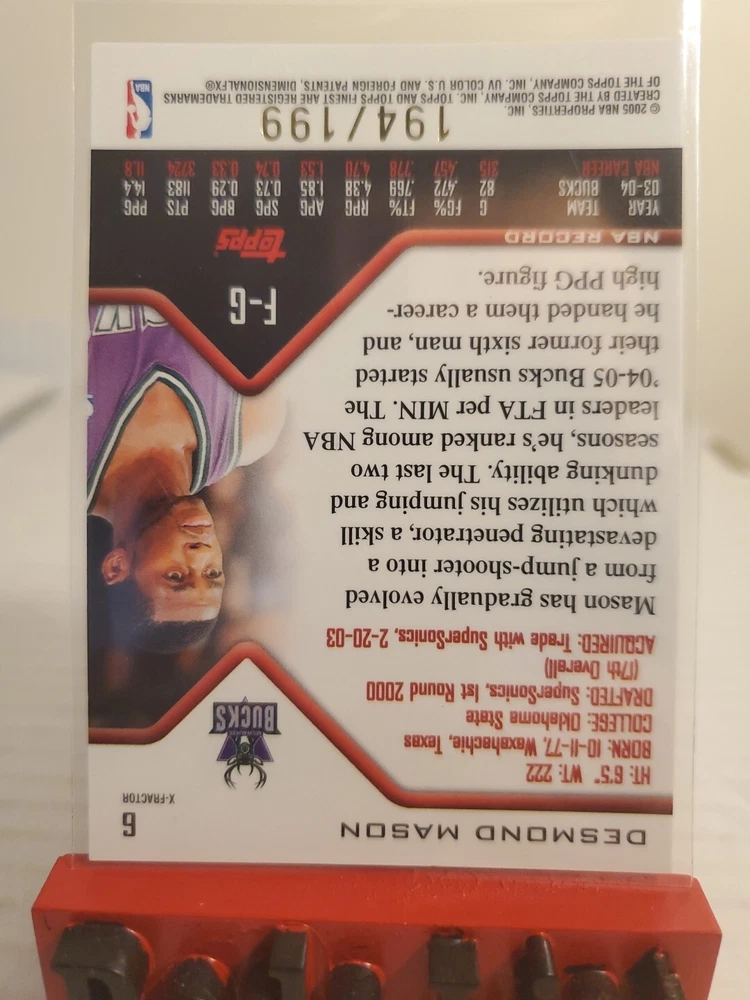 DESMOND MASON
6
X-FRACTOR
HT: 6'5" WT: 222
BORN: 10-11-77, Waxahachie, Texas
COLLEGE: Oklahoma State
DRAFTED: SuperSonics, 1st Round 2000
(17th Overall)
ACQUIRED: Trade with SuperSonics, 2-20-03
MILWAUKEE
BUCKS
Mason has gradually evolved
from a jump-shooter into a
devastating penetrator, a skill
which utilizes his jumping and
dunking ability. The last two
seasons, he's ranked among NBA
leaders in FTA per MIN. The
'04-05 Bucks usually started
their former sixth man, and
he handed them a career-
high PPG figure.
F-G
topps
NBA RECORD
YEAR TEAM G FG% FT% RPG APG SPG BPG PTS PPG
03-04 BUCKS 82 .472 .769 4.38 1.85 0.73 0.29 1183 14.4
NBA CAREER 315 .457 .778 4.70 1.53 0.74 0.33 3724 11.8
194/199
© 2005 NBA PROPERTIES, INC.
CREATED BY THE TOPPS COMPANY, INC. TOPPS AND TOPPS FINEST ARE REGISTERED TRADEMARKS
OF THE TOPPS COMPANY, INC. UV COLOR U.S. AND FOREIGN PATENTS, DIMENSIONALFX®
NBA